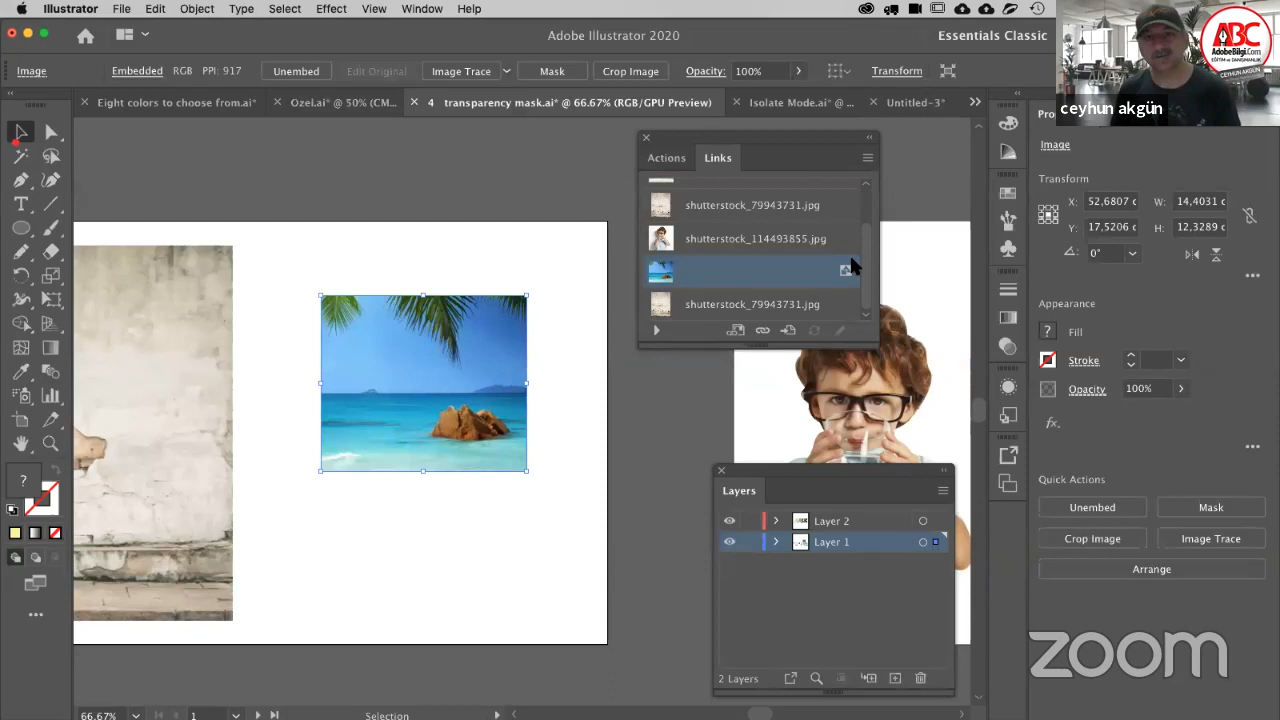 Illustrator File Edit Object Type Select Effect View Window Help
Adobe Illustrator 2020
Essentials Classic
ABC
AdobeBilgi.Com
EĞİTİM ve DANIŞMANLIK
CEYHUN AKGÜN
ceyhun akgün
Image Embedded RGB PPI: 917 Unembed Edit Original Image Trace Mask Crop Image Opacity: 100% Transform
Eight colors to choose from.ai* Ozel.ai* @ 50% (CM... 4 transparency mask.ai* @ 66.67% (RGB/GPU Preview) Isolate Mode.ai* @ ... Untitled-3*
Actions Links
shutterstock_79943731.jpg
shutterstock_114493855.jpg
shutterstock_79943731.jpg
Layers
Layer 2
Layer 1
2 Layers
Image
Transform
X: 52,6807 c W: 14,4031 c
Y: 17,5206 c H: 12,3289 c
0°
Appearance
? Fill
Stroke
Opacity 100%
fx.
Quick Actions
Unembed Mask
Crop Image Image Trace
Arrange
?
66.67% 1 Selection
zoom